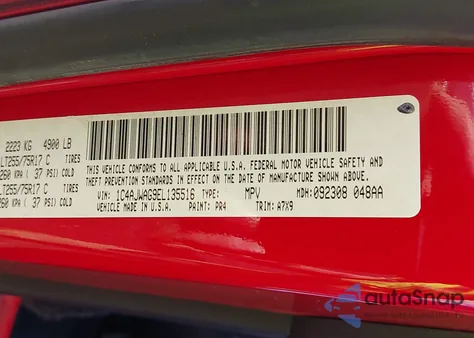 2223 KG 4900 LB
LT255/75R17 C TIRES
260 KPA ( 37 PSI) COLD
LT255/75R17 C TIRES
260 KPA ( 37 PSI) COLD
THIS VEHICLE CONFORMS TO ALL APPLICABLE U.S.A. FEDERAL MOTOR VEHICLE SAFETY AND
THEFT PREVENTION STANDARDS IN EFFECT ON THE DATE OF MANUFACTURE SHOWN ABOVE.
VIN: 1C4AJWAG9EL135516 TYPE: MPV MDH: 092308 048AA
VEHICLE MADE IN U.S.A. PAINT: PR4 TRIM: A7X9
autoSnap